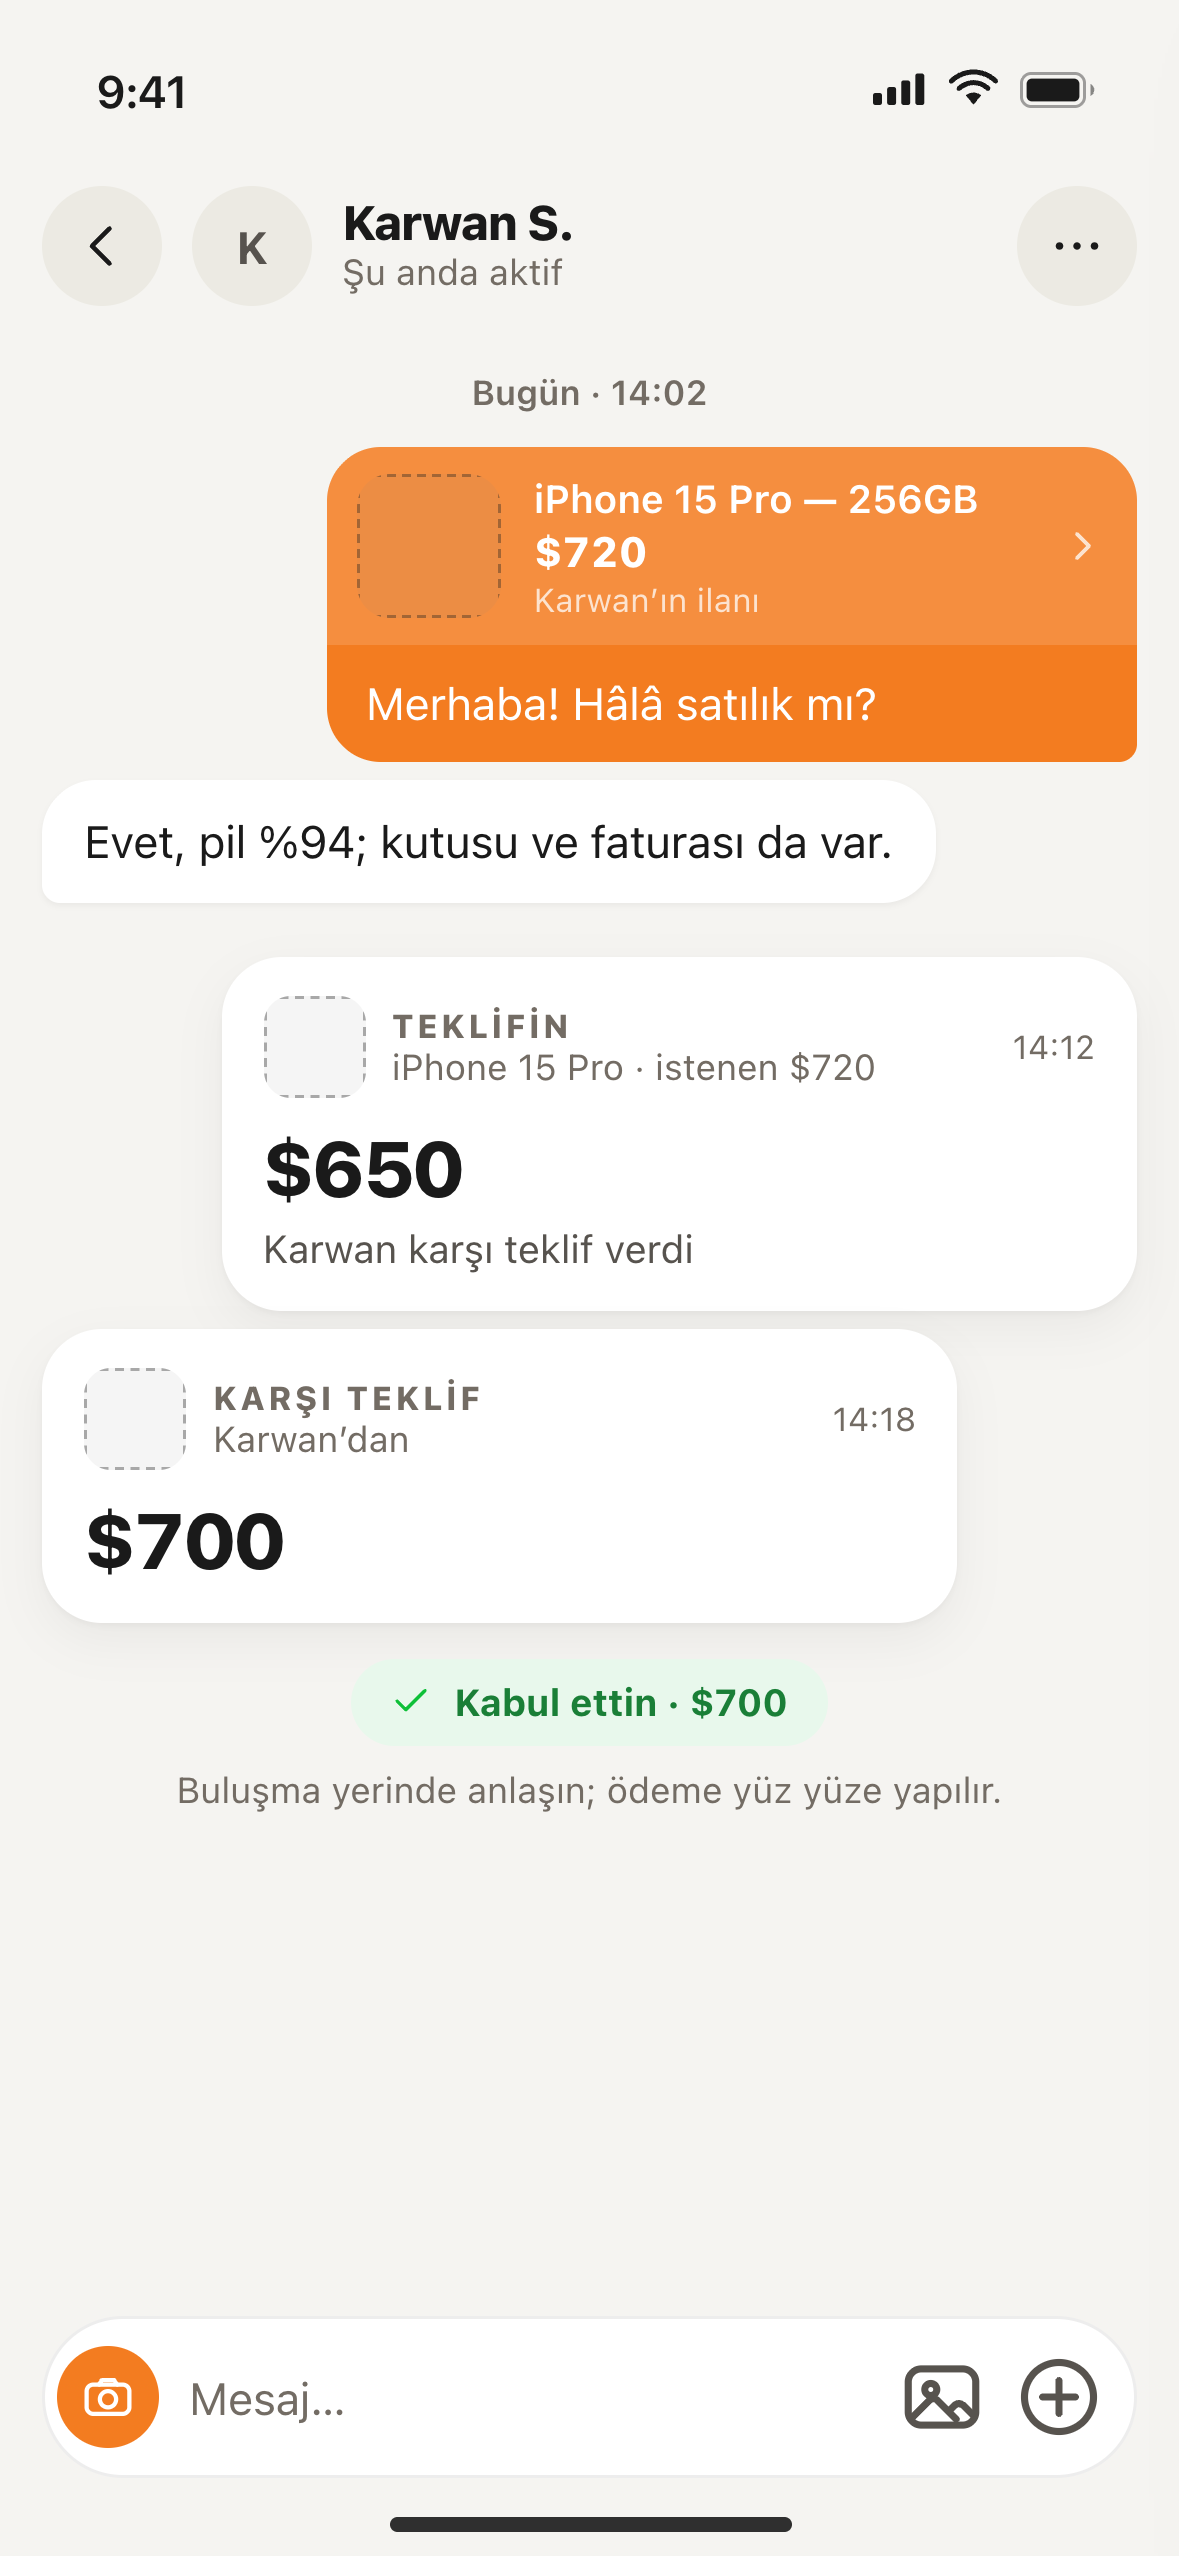 9:41
K
Karwan S.
Şu anda aktif
Bugün · 14:02
iPhone 15 Pro — 256GB
$720
Karwan’ın ilanı
Merhaba! Hâlâ satılık mı?
Evet, pil %94; kutusu ve faturası da var.
TEKLİFİN
iPhone 15 Pro · istenen $720
14:12
$650
Karwan karşı teklif verdi
KARŞI TEKLİF
Karwan’dan
14:18
$700
Kabul ettin · $700
Buluşma yerinde anlaşın; ödeme yüz yüze yapılır.
Mesaj...